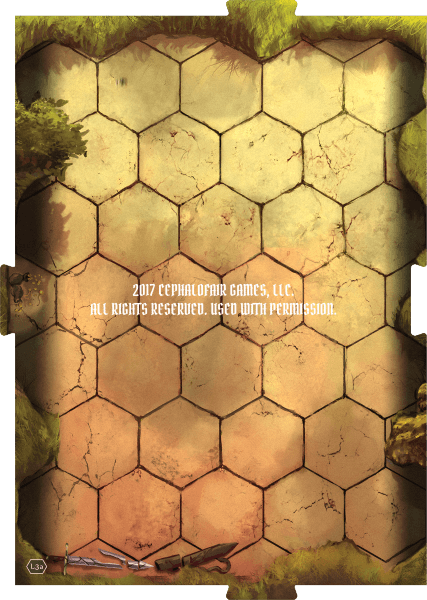 2017 CEPHALOFAIR GAMES, LLC.
ALL RIGHTS RESERVED. USED WITH PERMISSION.
L3a